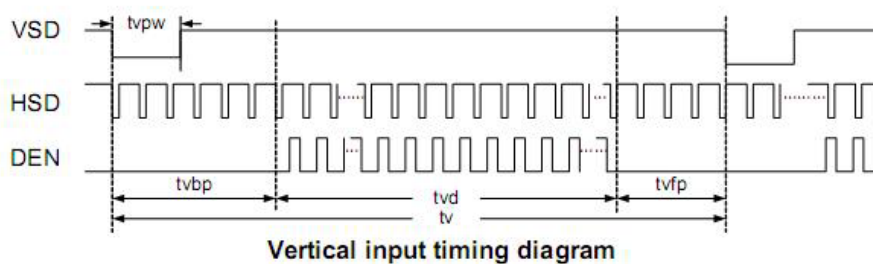 tvpw
VSD
HSD
DEN
tvbp
tvd
tvfp
tv
Vertical input timing diagram